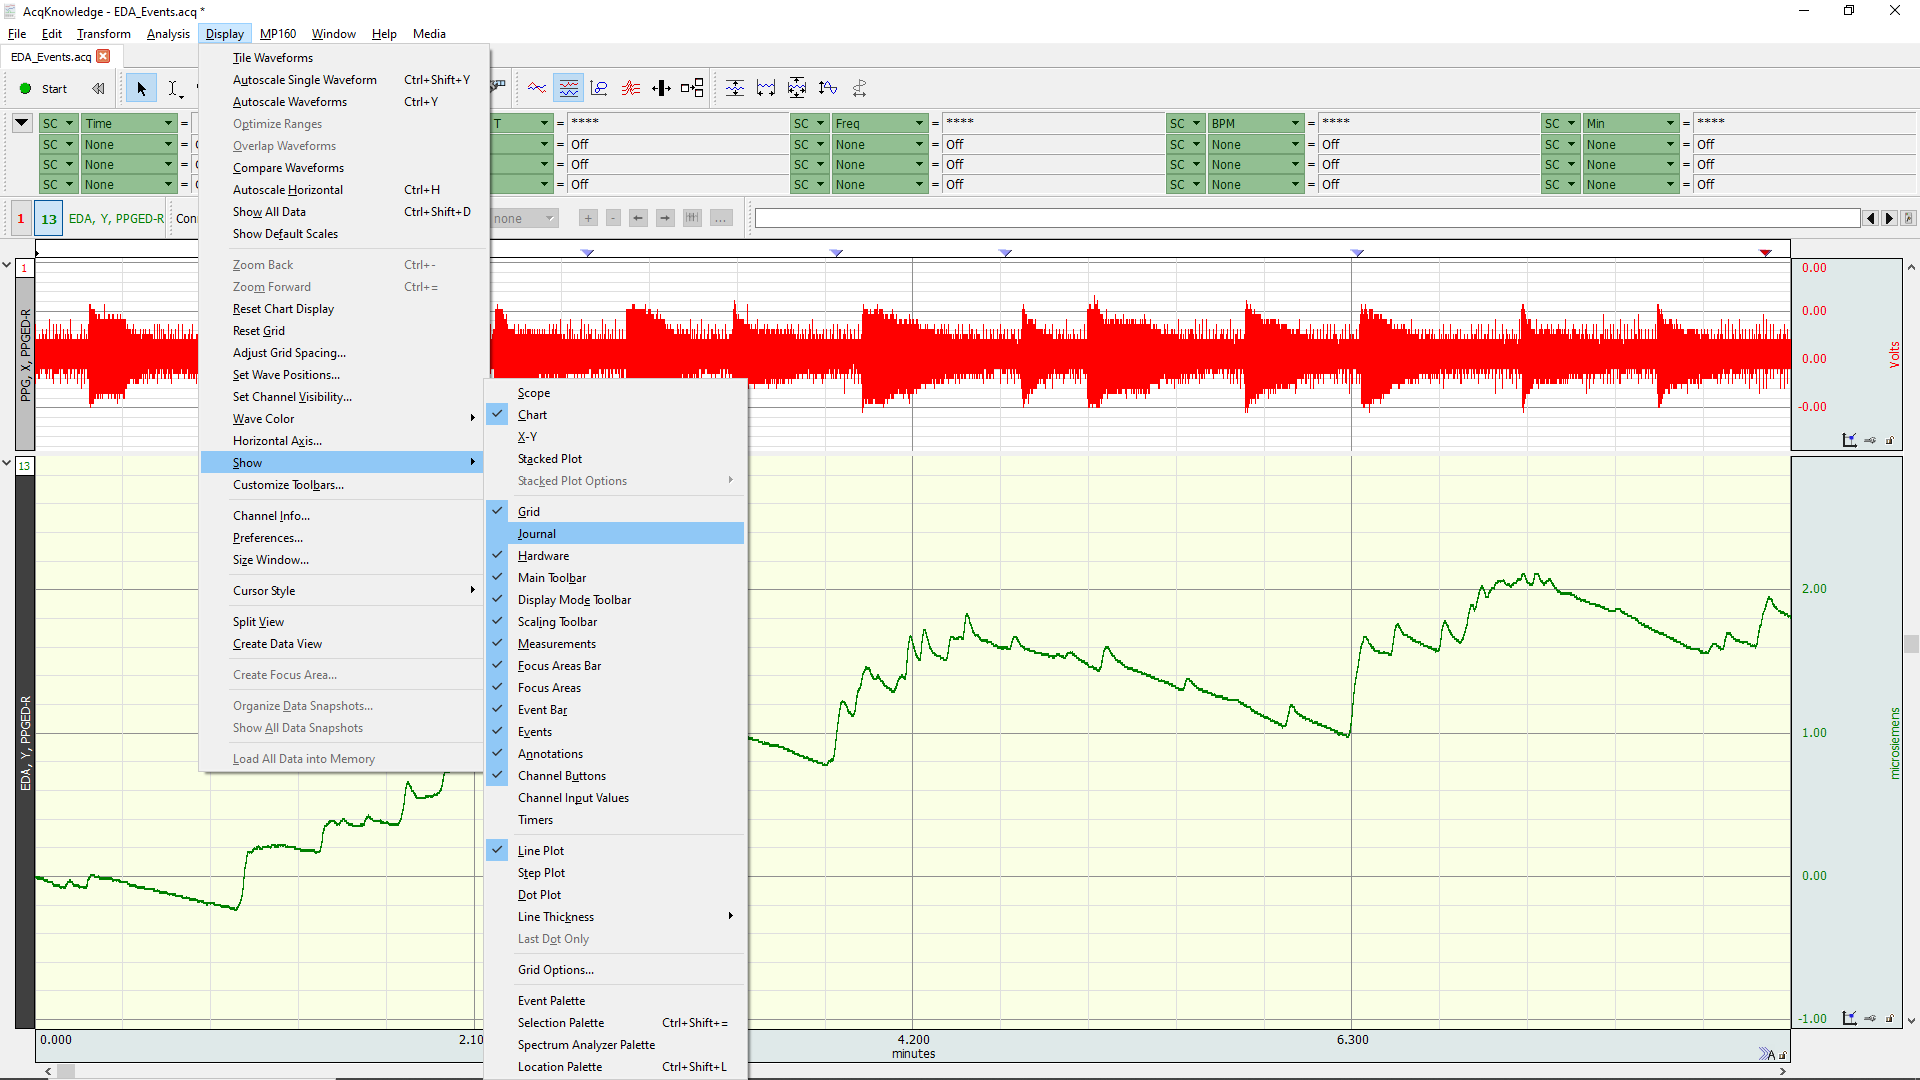 AcqKnowledge - EDA_Events.acq *
File Edit Transform Analysis Display MP160 Window Help Media
EDA_Events.acq
Start
SC Time = T = **** SC Freq = **** SC BPM = **** SC Min = ****
SC None = = Off SC None = Off SC None = Off SC None = Off
SC None = = Off SC None = Off SC None = Off SC None = Off
SC None = = Off SC None = Off SC None = Off SC None = Off
1 13 EDA, Y, PPGED-R none + - ...
Tile Waveforms
Autoscale Single Waveform Ctrl+Shift+Y
Autoscale Waveforms Ctrl+Y
Optimize Ranges
Overlap Waveforms
Compare Waveforms
Autoscale Horizontal Ctrl+H
Show All Data Ctrl+Shift+D
Show Default Scales
Zoom Back Ctrl+-
Zoom Forward Ctrl+=
Reset Chart Display
Reset Grid
Adjust Grid Spacing...
Set Wave Positions...
Set Channel Visibility...
Wave Color
Horizontal Axis...
Show
Customize Toolbars...
Channel Info...
Preferences...
Size Window...
Cursor Style
Split View
Create Data View
Create Focus Area...
Organize Data Snapshots...
Show All Data Snapshots
Load All Data into Memory
Scope
Chart
X-Y
Stacked Plot
Stacked Plot Options
Grid
Journal
Hardware
Main Toolbar
Display Mode Toolbar
Scaling Toolbar
Measurements
Focus Areas Bar
Focus Areas
Event Bar
Events
Annotations
Channel Buttons
Channel Input Values
Timers
Line Plot
Step Plot
Dot Plot
Line Thickness
Last Dot Only
Grid Options...
Event Palette
Selection Palette Ctrl+Shift+=
Spectrum Analyzer Palette
Location Palette Ctrl+Shift+L
1
PPG, X, PPGED-R
0.00
0.00
0.00
-0.00
Volts
13
EDA, Y, PPGED-R
2.00
1.00
0.00
-1.00
microsiemens
0.000 2.10 4.200 6.300
minutes
A